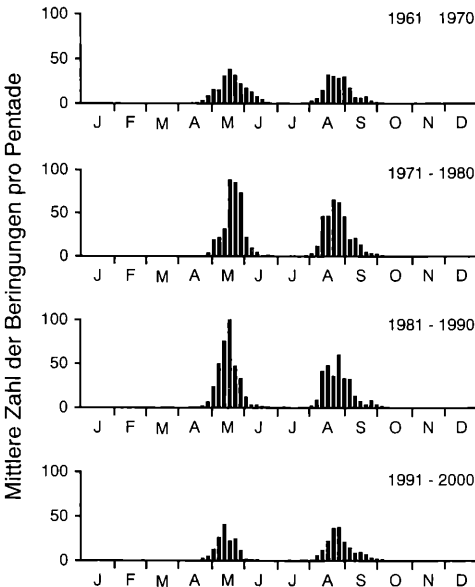 Mittlere Zahl der Beringungen pro Pentade
1961 1970
100
50
0
J F M A M J J A S O N D
1971 - 1980
100
50
0
J F M A M J J A S O N D
1981 - 1990
100
50
0
J F M A M J J A S O N D
1991 - 2000
100
50
0
J F M A M J J A S O N D